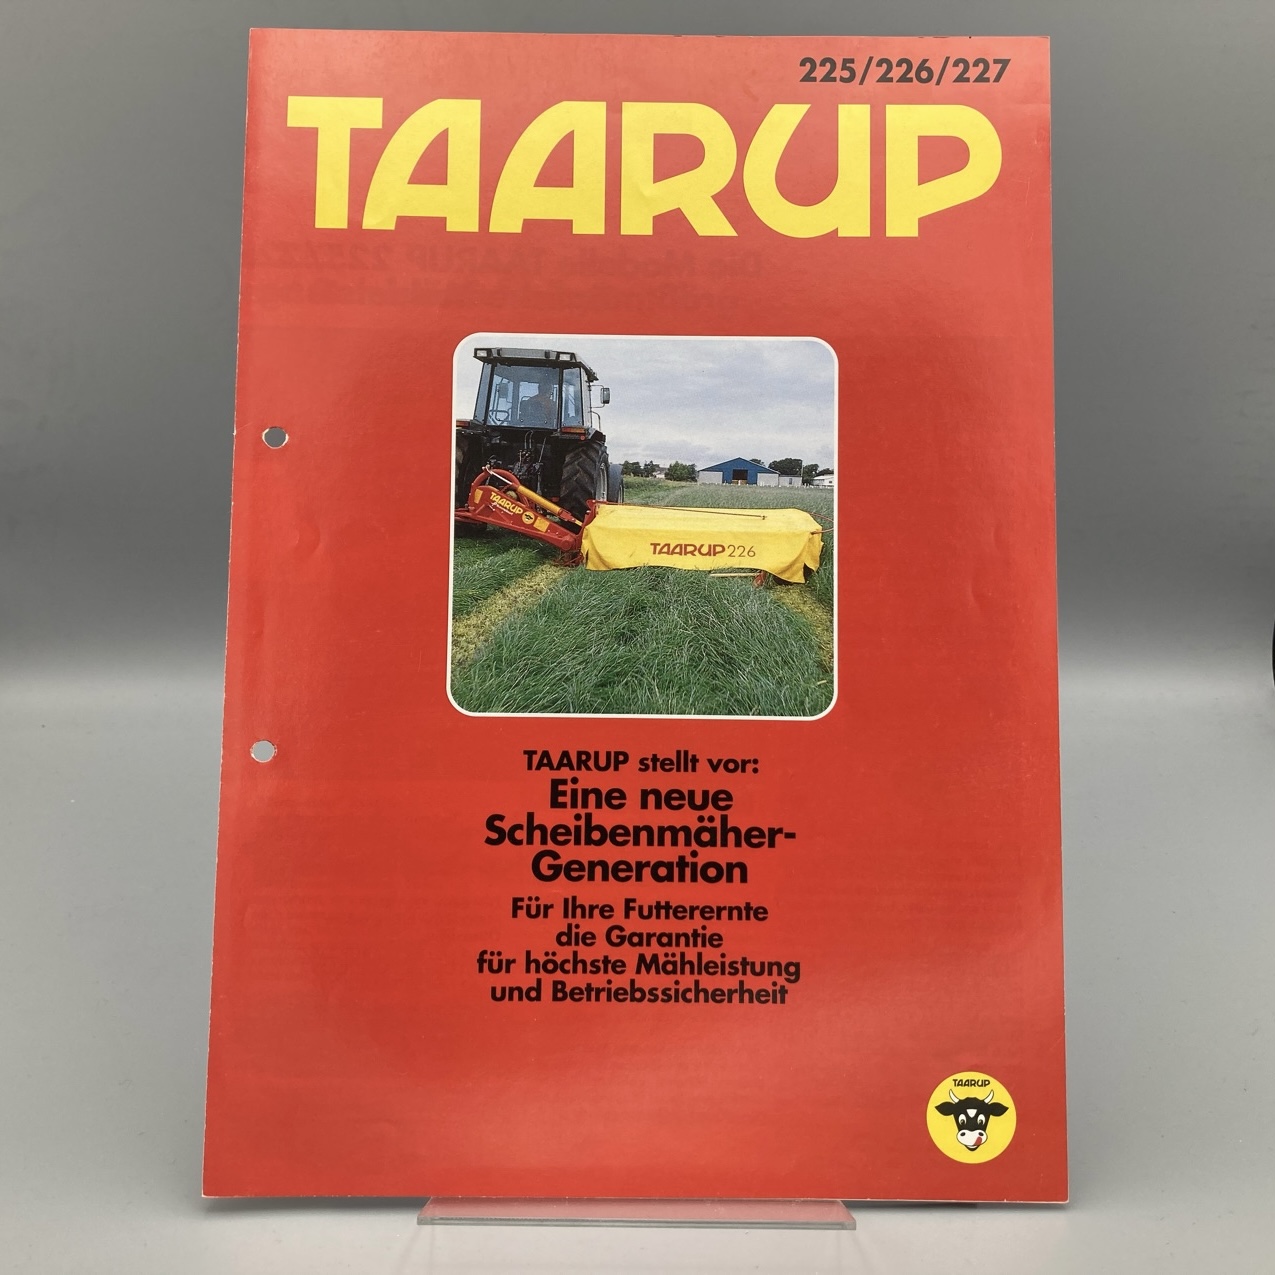 225/226/227
TAARUP
TAARUP
TAARUP 226
TAARUP stellt vor:
Eine neue
Scheibenmäher-
Generation
Für Ihre Futterernte
die Garantie
für höchste Mähleistung
und Betriebssicherheit
TAARUP